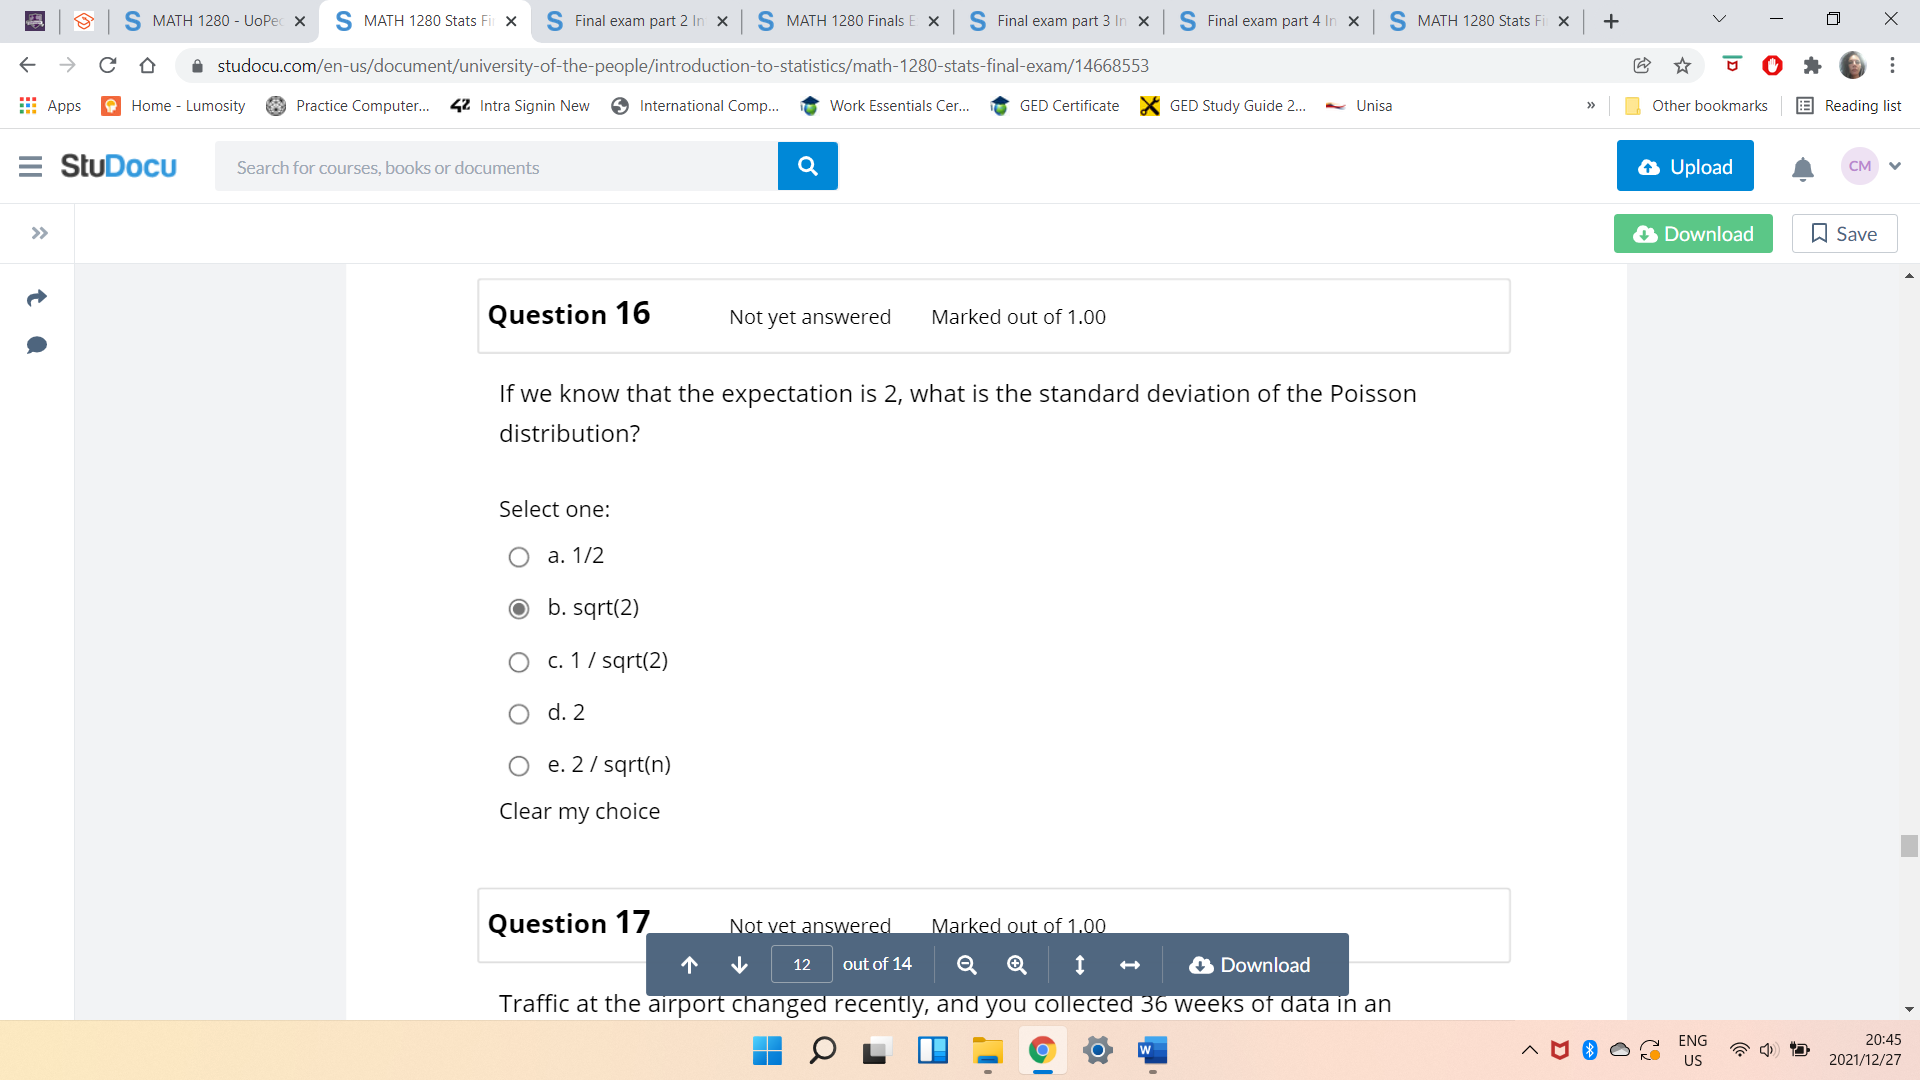 MATH 1280 - UoPe
MATH 1280 Stats Fi
Final exam part 2 In
MATH 1280 Finals E
Final exam part 3 In
Final exam part 4 In
MATH 1280 Stats Fi
studocu.com/en-us/document/university-of-the-people/introduction-to-statistics/math-1280-stats-final-exam/14668553
Apps
Home - Lumosity
Practice Computer...
Intra Signin New
International Comp...
Work Essentials Cer...
GED Certificate
GED Study Guide 2...
Unisa
»
Other bookmarks
Reading list
StuDocu
Search for courses, books or documents
Upload
CM
Download
Save
Question 16 Not yet answered Marked out of 1.00
If we know that the expectation is 2, what is the standard deviation of the Poisson
distribution?
Select one:
a. 1/2
b. sqrt(2)
c. 1 / sqrt(2)
d. 2
e. 2 / sqrt(n)
Clear my choice
Question 17 Not yet answered Marked out of 1.00
12 out of 14 Download
Traffic at the airport changed recently, and you collected 36 weeks of data in an
ENG
US
20:45
2021/12/27